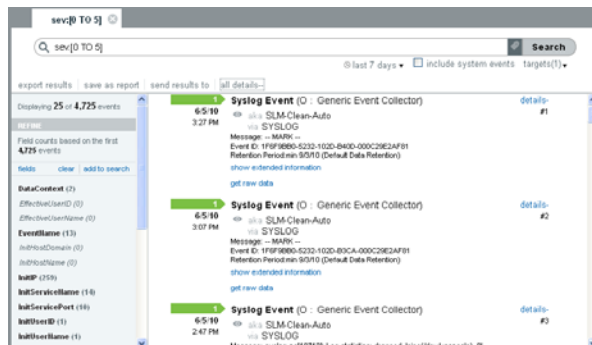 sev:[0 TO 5]
sev:[0 TO 5]
Search
last 7 days
include system events
targets(1)
export results | save as report | send results to | all details--
Displaying 25 of 4,725 events
REFINE
Field counts based on the first
4,725 events
fields clear add to search
DataContext (2)
EffectiveUserID (0)
EffectiveUserName (0)
EventName (13)
InitHostDomain (0)
InitHostName (0)
InitIP (259)
InitServiceName (14)
InitServicePort (10)
InitUserID (1)
InitUserName (1)
1
6/5/10
3:27 PM
Syslog Event (O : Generic Event Collector)
details-
#1
aka SLM-Clean-Auto
via SYSLOG
Message: -- MARK --
Event ID: 1F6F9BB0-5232-102D-B40D-000C29E2AF81
Retention Period:min 9/3/10 (Default Data Retention)
show extended information
get raw data
1
6/5/10
3:07 PM
Syslog Event (O : Generic Event Collector)
details-
#2
aka SLM-Clean-Auto
via SYSLOG
Message: -- MARK --
Event ID: 1F6F9BB0-5232-102D-B3CA-000C29E2AF81
Retention Period:min 9/3/10 (Default Data Retention)
show extended information
get raw data
1
6/5/10
2:47 PM
Syslog Event (O : Generic Event Collector)
details-
#3
aka SLM-Clean-Auto
via SYSLOG